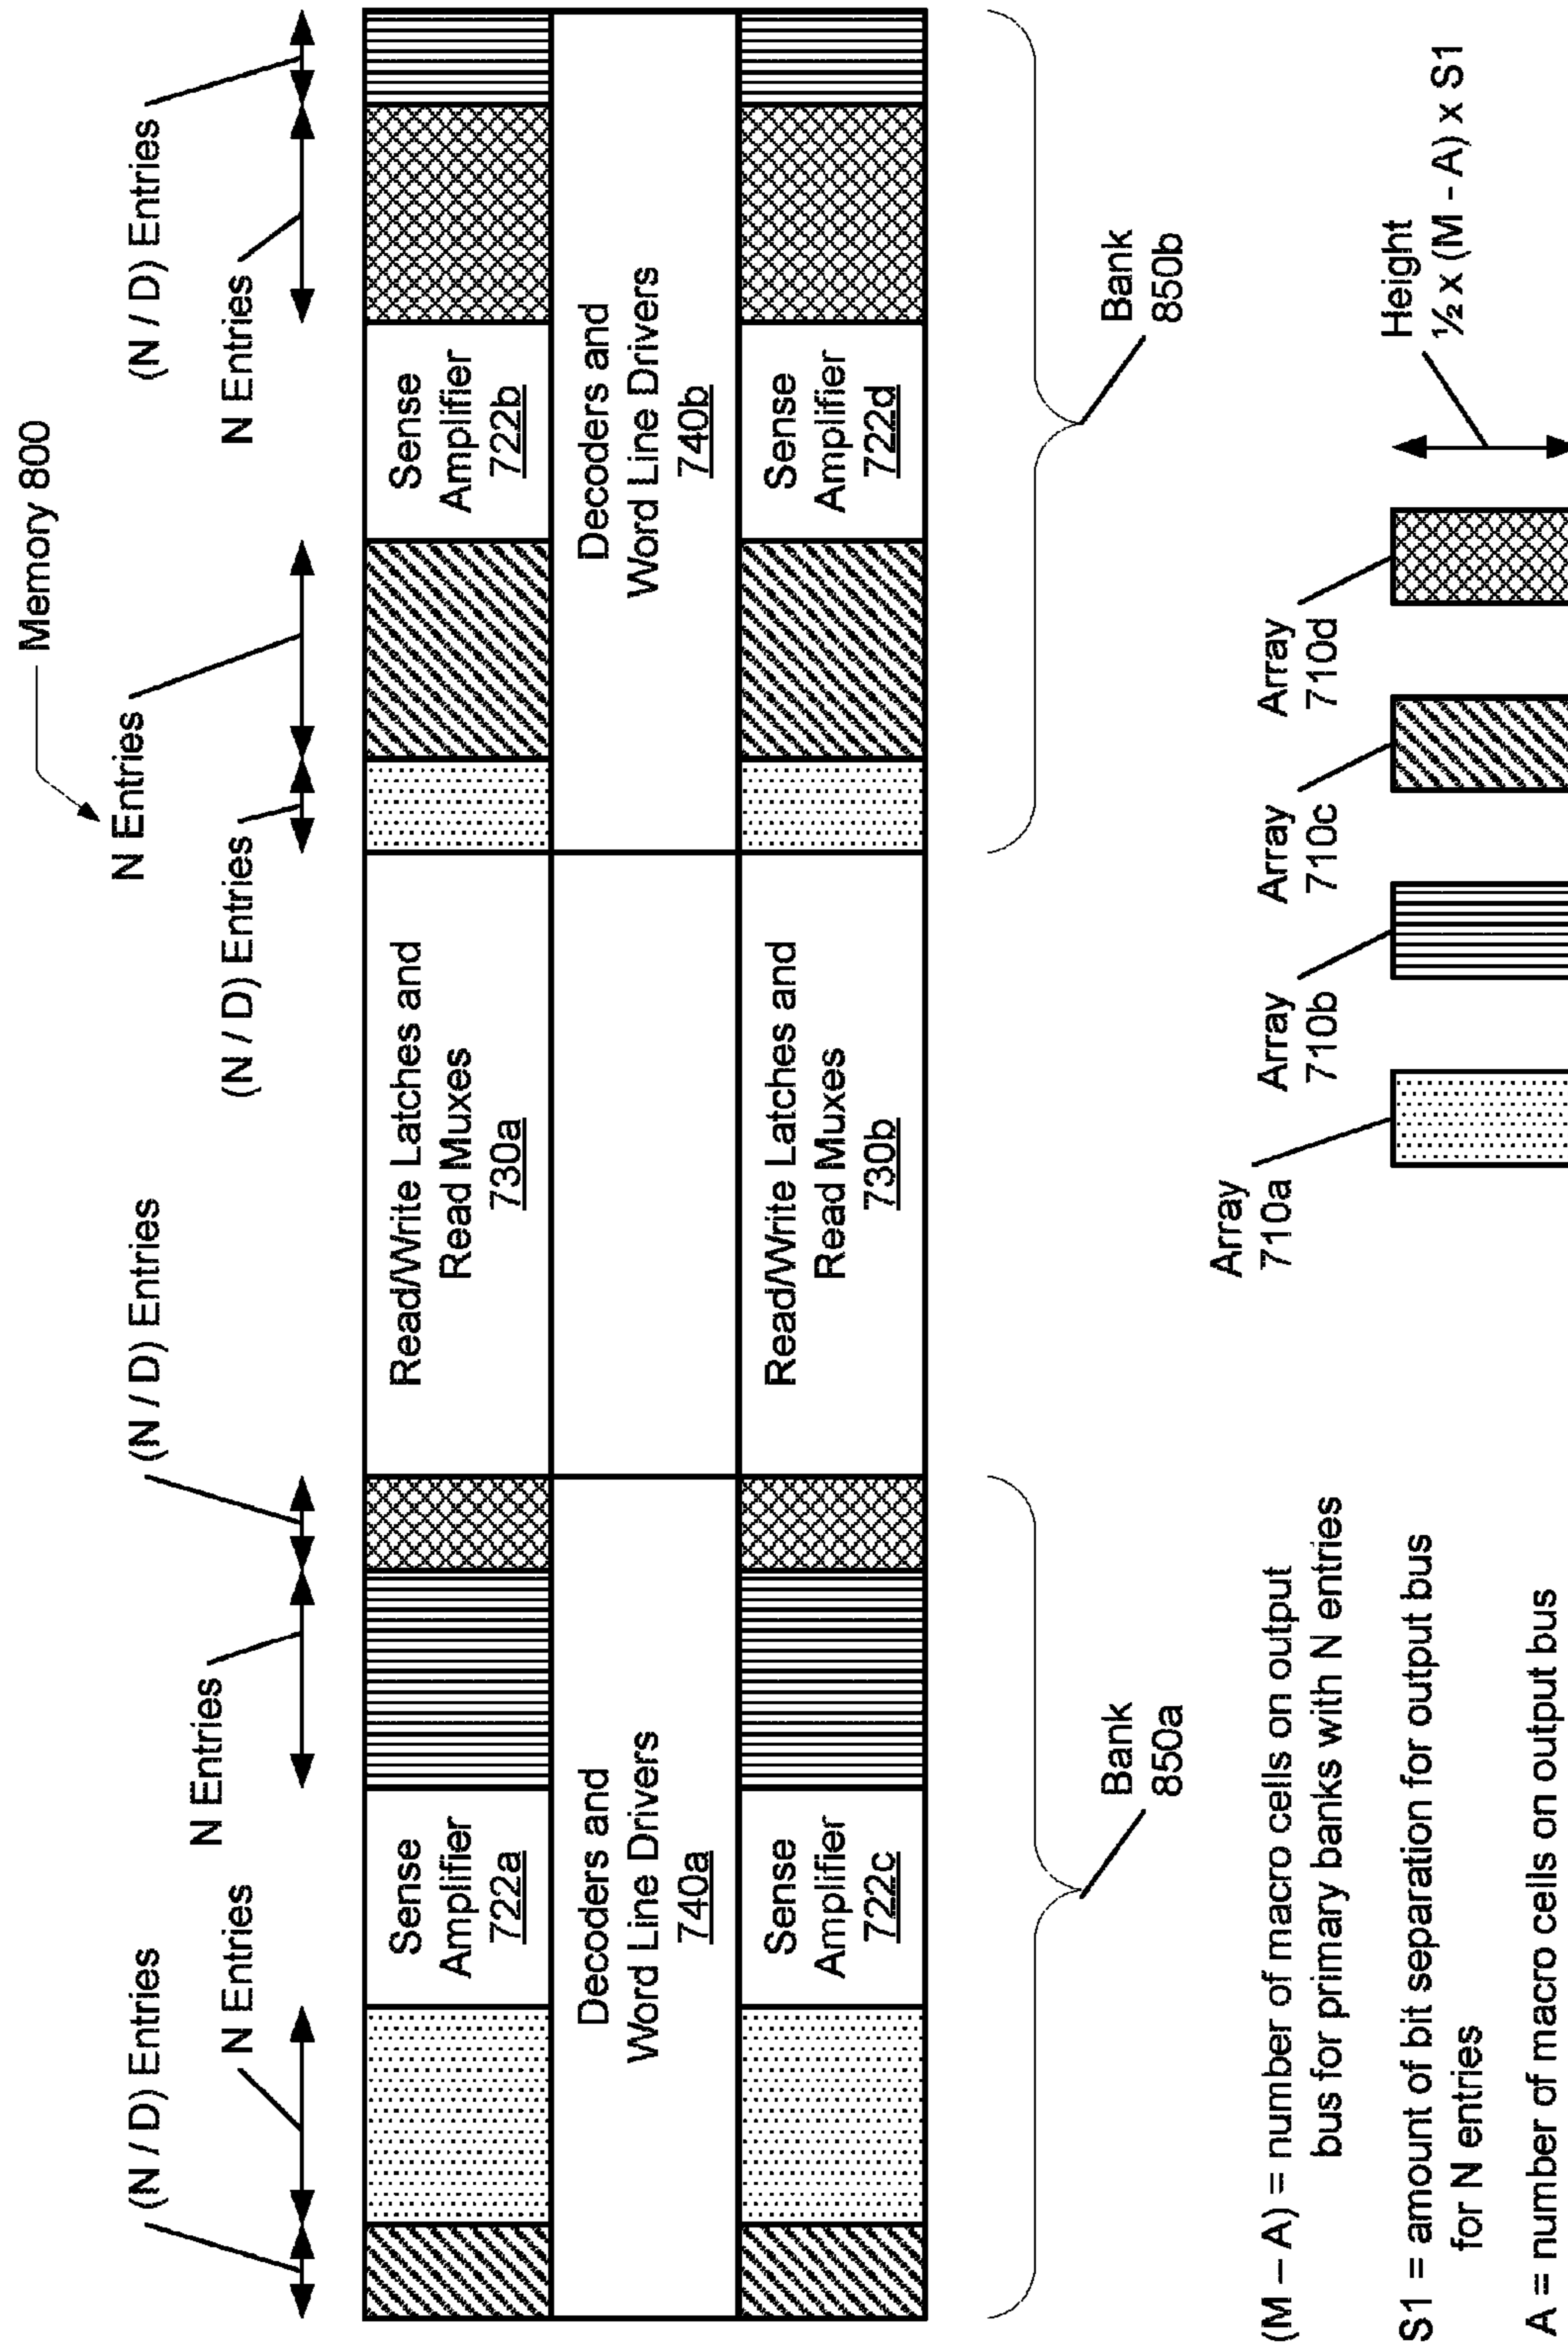 Memory 800
(N / D) Entries
N Entries
N Entries
(N / D) Entries
(N / D) Entries
N Entries
N Entries
(N / D) Entries
Sense
Amplifier
722a
Read/Write Latches and
Read Muxes
730a
Sense
Amplifier
722b
Decoders and
Word Line Drivers
740a
Decoders and
Word Line Drivers
740b
Sense
Amplifier
722c
Read/Write Latches and
Read Muxes
730b
Sense
Amplifier
722d
Bank
850a
Bank
850b
(M – A) = number of macro cells on output
bus for primary banks with N entries
S1 = amount of bit separation for output bus
for N entries
A = number of macro cells on output bus
Array
710a
Array
710b
Array
710c
Array
710d
Height
½ x (M - A) x S1